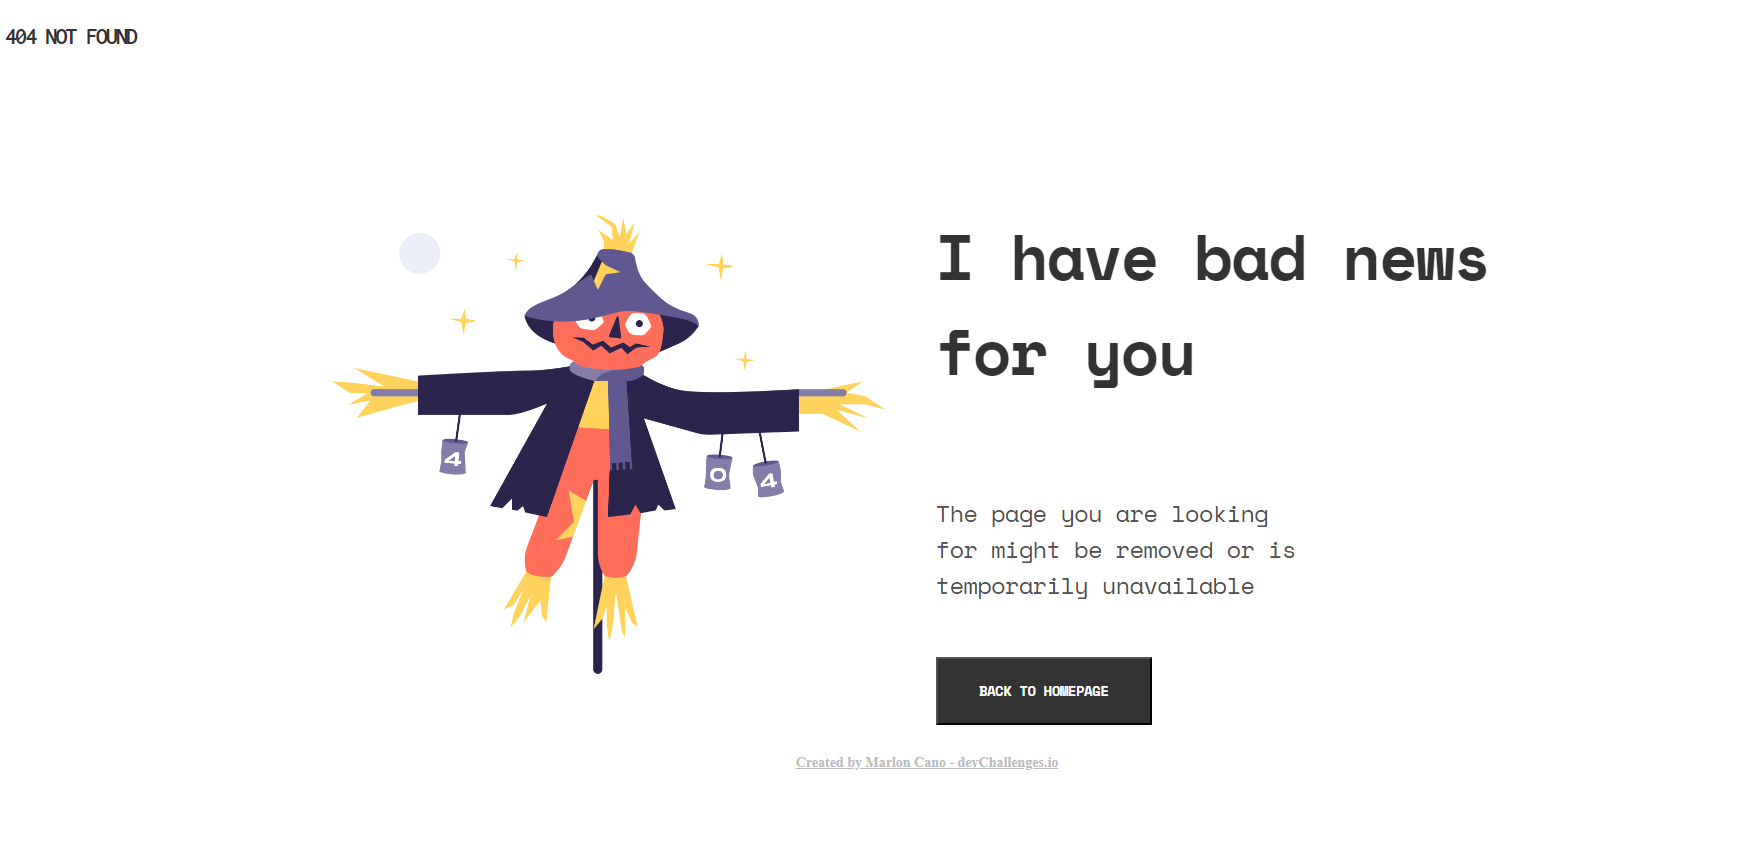 404 NOT FOUND
I have bad news
for you
4
0
4
The page you are looking
for might be removed or is
temporarily unavailable
BACK TO HOMEPAGE
Created by Marlon Cano - devChallenges.io